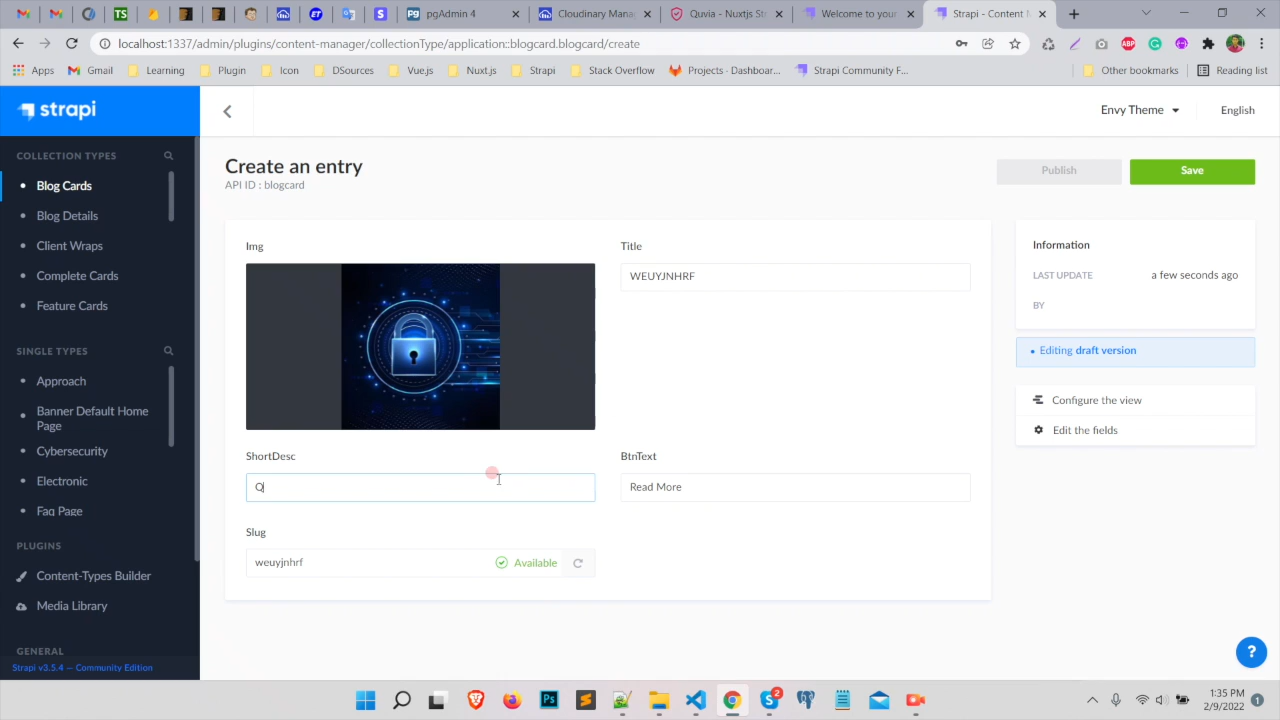 pgAdmin 4
Cloudinary Mana
Quvia - NuxtJs St
Welcome to your
Strapi - Content M
localhost:1337/admin/plugins/content-manager/collectionType/application::blogcard.blogcard/create
Apps
Gmail
Learning
Plugin
Icon
DSources
Vue.js
Nuxt.js
Strapi
Stack Overflow
Projects · Dashboar...
Strapi Community F...
Other bookmarks
Reading list
strapi
Envy Theme
English
COLLECTION TYPES
Blog Cards
Blog Details
Client Wraps
Complete Cards
Feature Cards
SINGLE TYPES
Approach
Banner Default Home
Page
Cybersecurity
Electronic
Faq Page
PLUGINS
Content-Types Builder
Media Library
GENERAL
Strapi v3.5.4 — Community Edition
Create an entry
API ID : blogcard
Publish
Save
Img
Title
WEUYJNHRF
ShortDesc
BtnText
Read More
Slug
weuyjnhrf
Available
Information
LAST UPDATE
a few seconds ago
BY
Editing draft version
Configure the view
Edit the fields
?
1:35 PM
2/9/2022